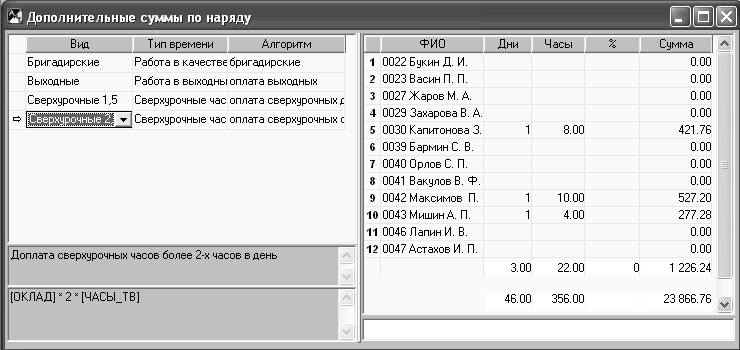 Дополнительные суммы по наряду
Вид Тип времени Алгоритм
Бригадирские Работа в качестве бригадирские
Выходные Работа в выходны оплата выходных
Сверхурочные 1,5 Сверхурочные час оплата сверхурочных д
Сверхурочные 2 Сверхурочные час оплата сверхурочных с
Доплата сверхурочных часов более 2-х часов в день
[ОКЛАД] * 2 * [ЧАСЫ_ТВ]
ФИО Дни Часы % Сумма
1 0022 Букин Д. И. 0.00
2 0023 Васин П. П. 0.00
3 0027 Жаров М. А. 0.00
4 0029 Захарова В. А. 0.00
5 0030 Капитонова З. 1 8.00 421.76
6 0039 Бармин С. В. 0.00
7 0040 Орлов С. П. 0.00
8 0041 Вакулов В. Ф. 0.00
9 0042 Максимов П. 1 10.00 527.20
10 0043 Мишин А. П. 1 4.00 277.28
11 0046 Лапин И. В. 0.00
12 0047 Астахов И. П. 0.00
3.00 22.00 0 1 226.24
46.00 356.00 23 866.76